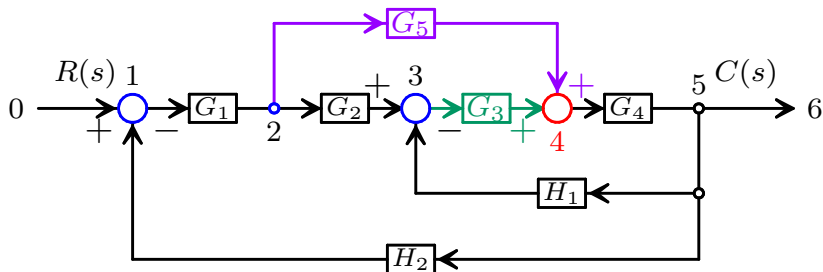 G₅
R(s) 1 3 5 C(s)
0 + − G₁ 2 G₂ + − G₃ + + 4 G₄ 6
H₁
H₂